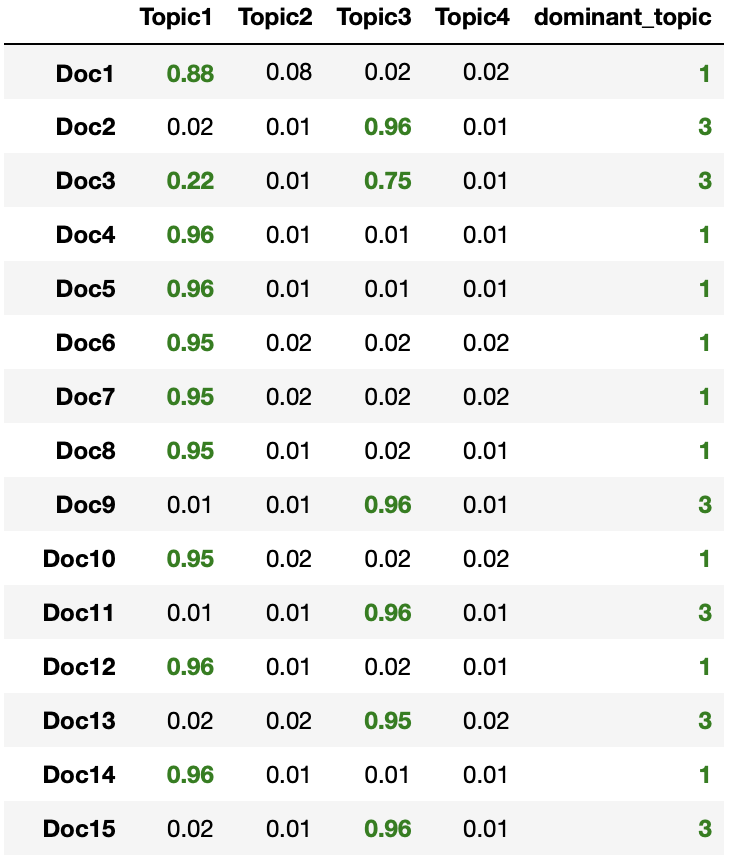 Topic1 Topic2 Topic3 Topic4 dominant_topic
Doc1 0.88 0.08 0.02 0.02 1
Doc2 0.02 0.01 0.96 0.01 3
Doc3 0.22 0.01 0.75 0.01 3
Doc4 0.96 0.01 0.01 0.01 1
Doc5 0.96 0.01 0.01 0.01 1
Doc6 0.95 0.02 0.02 0.02 1
Doc7 0.95 0.02 0.02 0.02 1
Doc8 0.95 0.01 0.02 0.01 1
Doc9 0.01 0.01 0.96 0.01 3
Doc10 0.95 0.02 0.02 0.02 1
Doc11 0.01 0.01 0.96 0.01 3
Doc12 0.96 0.01 0.02 0.01 1
Doc13 0.02 0.02 0.95 0.02 3
Doc14 0.96 0.01 0.01 0.01 1
Doc15 0.02 0.01 0.96 0.01 3